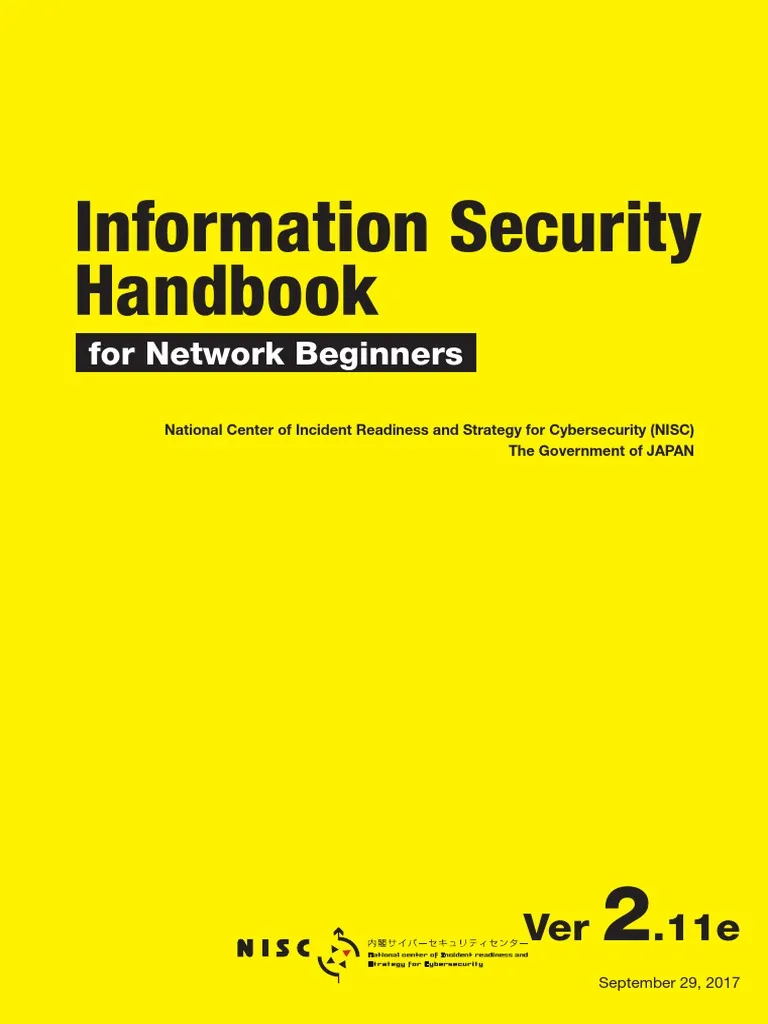 Information Security
Handbook
for Network Beginners
National Center of Incident Readiness and Strategy for Cybersecurity (NISC)
The Government of JAPAN
Ver 2.11e
NISC
内閣サイバーセキュリティセンター
National center of Incident readiness and
Strategy for Cybersecurity
September 29, 2017